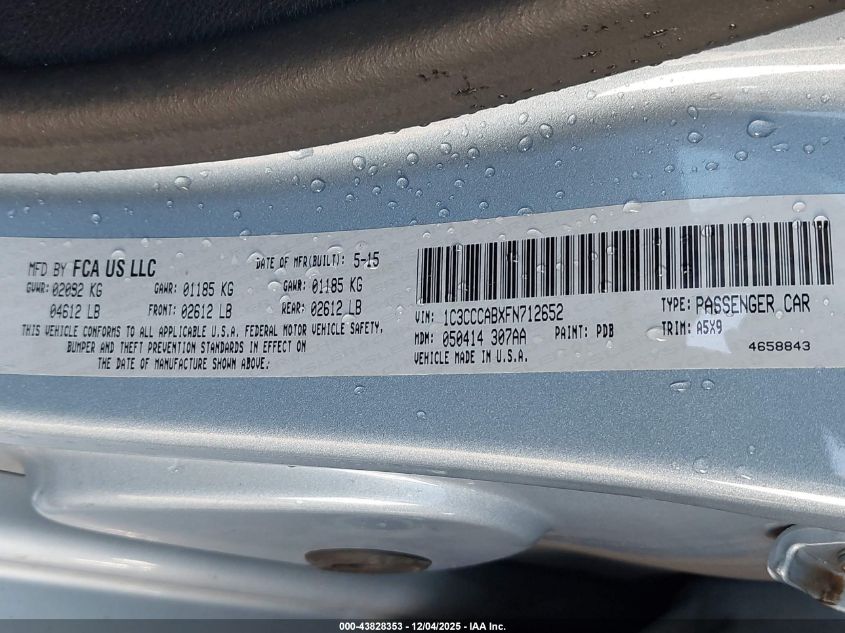 MFD BY FCA US LLC
DATE OF MFR(BUILT): 5-15
GVWR: 02092 KG GAWR: 01185 KG GAWR: 01185 KG
04612 LB FRONT: 02612 LB REAR: 02612 LB
THIS VEHICLE CONFORMS TO ALL APPLICABLE U.S.A. FEDERAL MOTOR VEHICLE SAFETY,
BUMPER AND THEFT PREVENTION STANDARDS IN EFFECT ON
THE DATE OF MANUFACTURE SHOWN ABOVE:
VIN: 1C3CCCABXFN712652 TYPE: PASSENGER CAR
MDH: 050414 307AA PAINT: PDB TRIM: A5X9
VEHICLE MADE IN U.S.A. 4658843
000-43828353 - 12/04/2025 - IAA Inc.